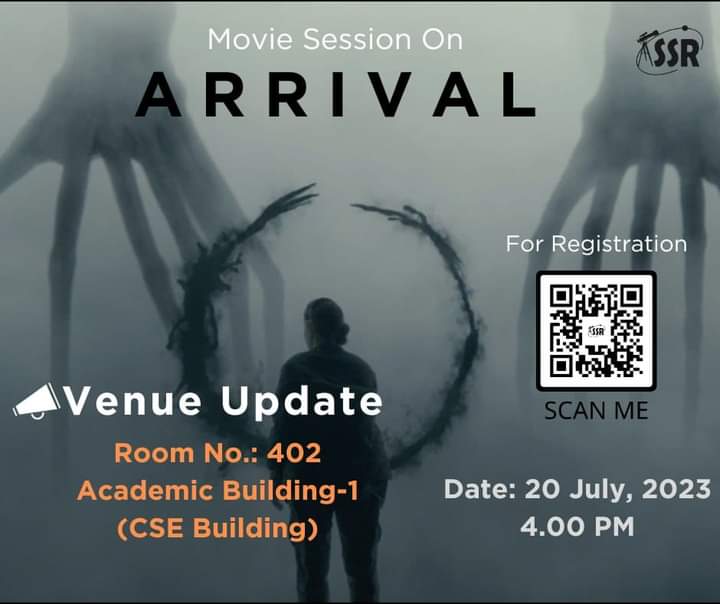 Movie Session On
ARRIVAL
SSR
For Registration
SSR
SCAN ME
Venue Update
Room No.: 402
Academic Building-1
(CSE Building)
Date: 20 July, 2023
4.00 PM